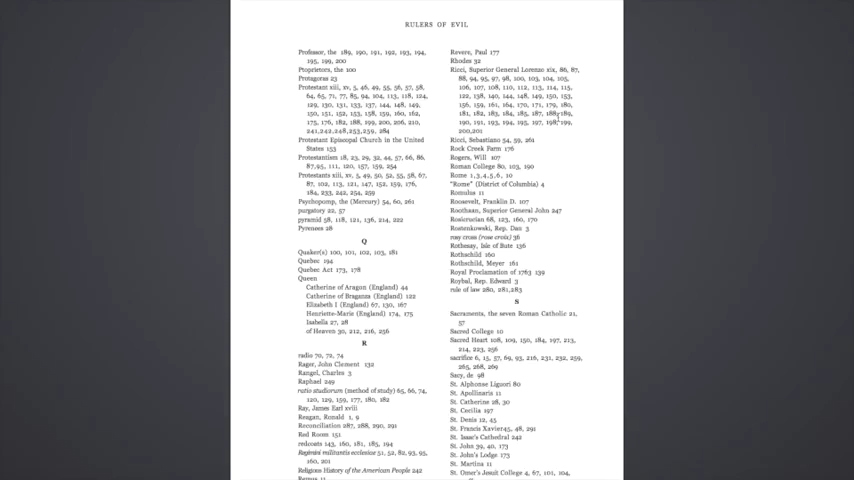 RULERS OF EVIL
Professor, the 189, 190, 191, 192, 193, 194,
195, 199, 200
Ptoprietors, the 100
Protagoras 23
Protestant xiii, xv, 5, 46, 49, 55, 56, 57, 58,
64, 65, 71, 77, 85, 94, 104, 113, 118, 124,
129, 130, 131, 133, 137, 144, 148, 149,
150, 151, 152, 153, 158, 159, 160, 162,
175, 176, 182, 188, 199, 200, 206, 210,
241,242,248,253,259, 284
Protestant Episcopal Church in the United
States 153
Protestantism 18, 23, 29, 32, 44, 57, 66, 86,
87,95, 111, 120, 157, 159, 254
Protestants xiii, xv, 5, 49, 50, 52, 55, 58, 67,
87, 102, 113, 121, 147, 152, 159, 176,
184, 233, 242, 254, 259
Psychopomp, the (Mercury) 54, 60, 261
purgatory 22, 57
pyramid 58, 118, 121, 136, 214, 222
Pyrenees 28
Q
Quaker(s) 100, 101, 102, 103, 181
Quebec 194
Quebec Act 173, 178
Queen
Catherine of Aragon (England) 44
Catherine of Braganza (England) 122
Elizabeth I (England) 67, 130, 167
Henriette-Marie (England) 174, 175
Isabella 27, 28
of Heaven 30, 212, 216, 256
R
radio 70, 72, 74
Rager, John Clement 132
Rangel, Charles 3
Raphael 249
ratio studiorum (method of study) 65, 66, 74,
120, 129, 159, 177, 180, 182
Ray, James Earl xviii
Reagan, Ronald 1, 9
Reconciliation 287, 288, 290, 291
Red Room 151
redcoats 143, 160, 181, 185, 194
Regimini militantis ecclesiae 51, 52, 82, 93, 95,
160, 201
Religious History of the American People 242
Remus 11
Revere, Paul 177
Rhodes 32
Ricci, Superior General Lorenzo xix, 86, 87,
88, 94, 95, 97, 98, 100, 103, 104, 105,
106, 107, 108, 110, 112, 113, 114, 115,
122, 138, 140, 144, 148, 149, 150, 153,
156, 159, 161, 164, 170, 171, 179, 180,
181, 182, 183, 184, 185, 187, 188, 189,
190, 191, 193, 194, 195, 197, 198, 199,
200,201
Ricci, Sebastiano 54, 59, 261
Rock Creek Farm 176
Rogers, Will 107
Roman College 80, 103, 190
Rome 1,3,4,5,6, 10
"Rome" (District of Columbia) 4
Romulus 11
Roosevelt, Franklin D. 107
Roothaan, Superior General John 247
Rosicrucian 68, 123, 160, 170
Rostenkowski, Rep. Dan 3
rosy cross (rose croix) 36
Rothesay, Isle of Bute 136
Rothschild 160
Rothschild, Meyer 161
Royal Proclamation of 1763 139
Roybal, Rep. Edward 3
rule of law 280, 281,283
S
Sacraments, the seven Roman Catholic 21,
57
Sacred College 10
Sacred Heart 108, 109, 150, 184, 197, 213,
214, 223, 256
sacrifice 6, 15, 57, 69, 93, 216, 231, 232, 259,
265, 268, 269
Sacy, de 98
St. Alphonse Liguori 80
St. Apollinaris 11
St. Catherine 28, 30
St. Cecilia 197
St. Denis 12, 45
St. Francis Xavier45, 48, 291
St. Isaac's Cathedral 242
St. John 39, 40, 173
St. John's Lodge 173
St. Martina 11
St. Omer's Jesuit College 4, 67, 101, 104,